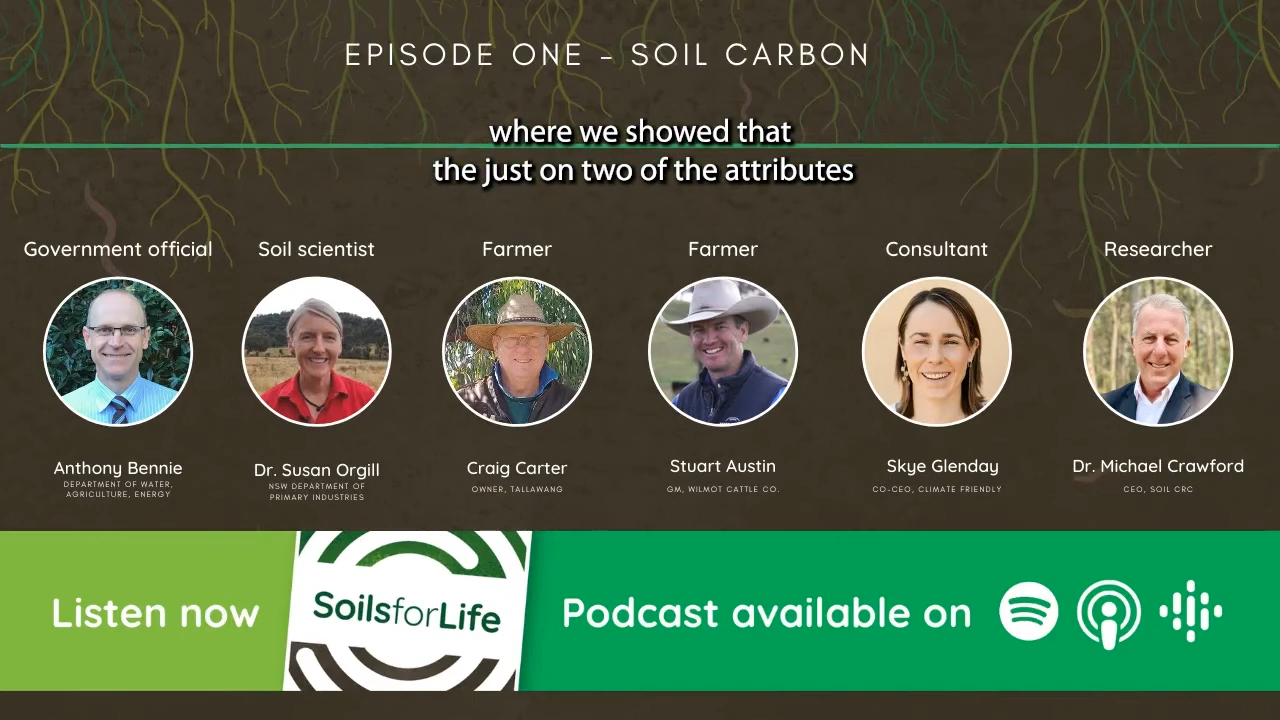 EPISODE ONE - SOIL CARBON
where we showed that
the just on two of the attributes
Government official
Soil scientist
Farmer
Farmer
Consultant
Researcher
Anthony Bennie
DEPARTMENT OF WATER,
AGRICULTURE, ENERGY
Dr. Susan Orgill
NSW DEPARTMENT OF
PRIMARY INDUSTRIES
Craig Carter
OWNER, TALLAWANG
Stuart Austin
GM, WILMOT CATTLE CO.
Skye Glenday
CO-CEO, CLIMATE FRIENDLY
Dr. Michael Crawford
CEO, SOIL CRC
Listen now
SoilsforLife
Podcast available on